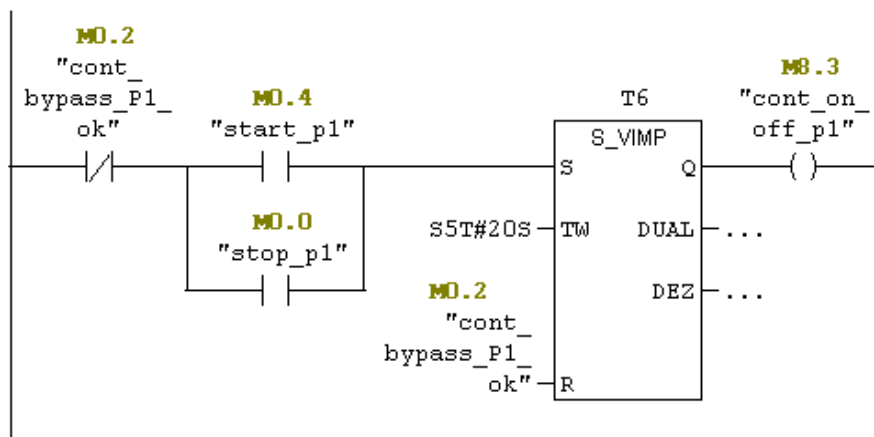 M0.2
"cont_
bypass_P1_
ok"
M0.4
"start_p1"
T6
M8.3
"cont_on_
off_p1"
S_VIMP
S
Q
M0.0
"stop_p1"
S5T#20S
TW
DUAL
...
M0.2
"cont_
bypass_P1_
ok"
DEZ
...
R